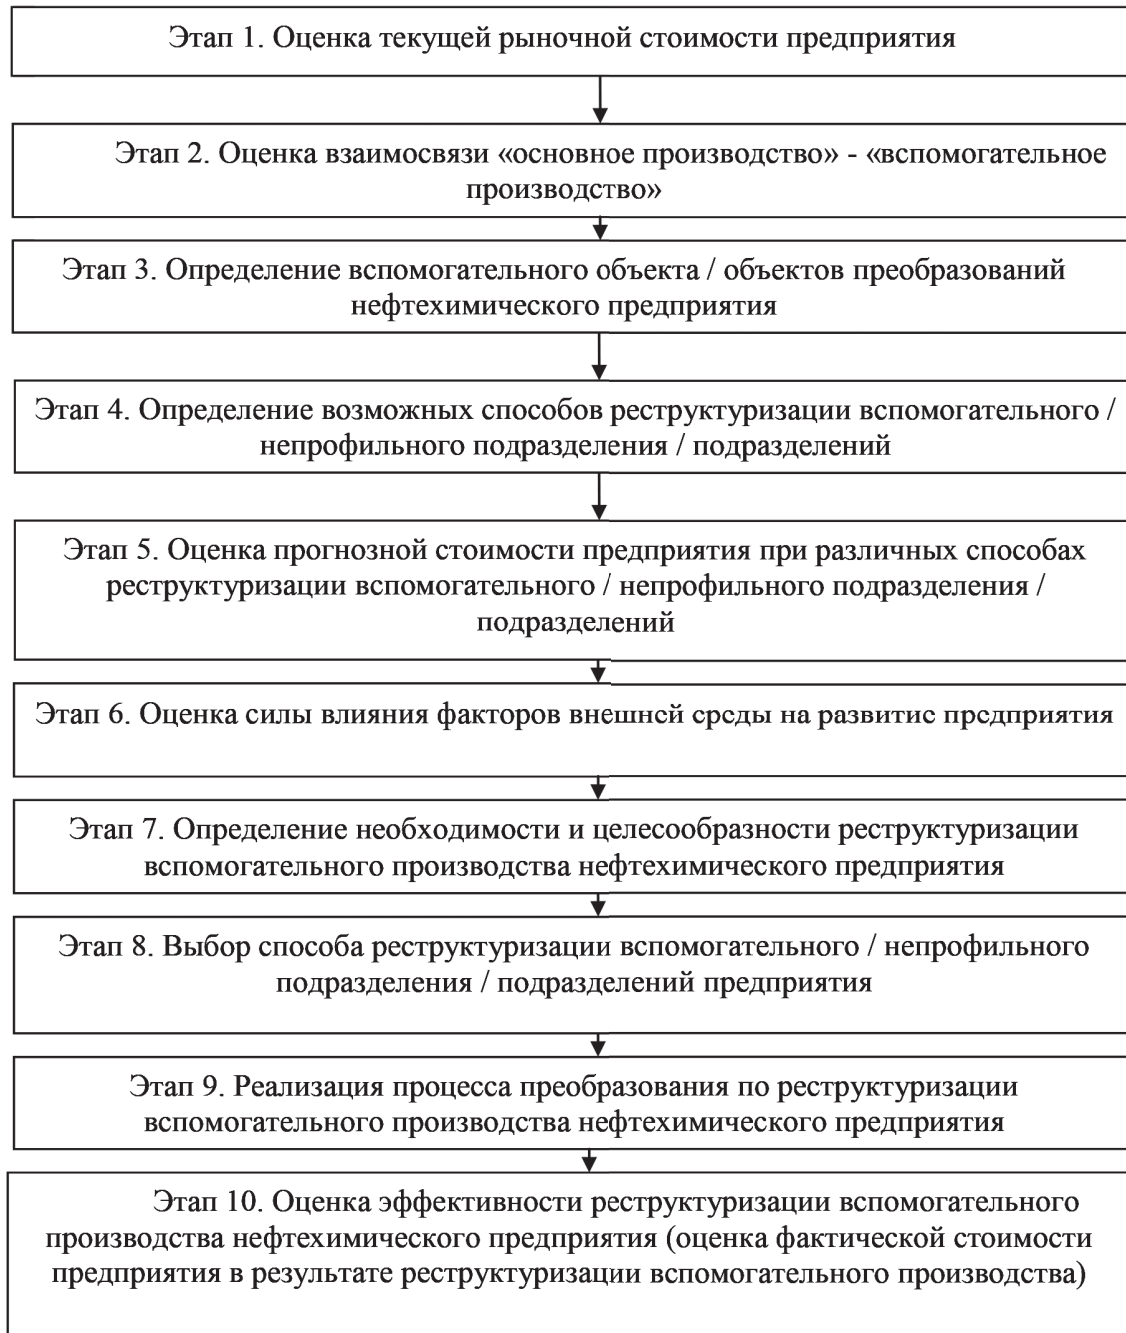 Этап 1. Оценка текущей рыночной стоимости предприятия
Этап 2. Оценка взаимосвязи «основное производство» - «вспомогательное
производство»
Этап 3. Определение вспомогательного объекта / объектов преобразований
нефтехимического предприятия
Этап 4. Определение возможных способов реструктуризации вспомогательного /
непрофильного подразделения / подразделений
Этап 5. Оценка прогнозной стоимости предприятия при различных способах
реструктуризации вспомогательного / непрофильного подразделения /
подразделений
Этап 6. Оценка силы влияния факторов внешней среды на развитие предприятия
Этап 7. Определение необходимости и целесообразности реструктуризации
вспомогательного производства нефтехимического предприятия
Этап 8. Выбор способа реструктуризации вспомогательного / непрофильного
подразделения / подразделений предприятия
Этап 9. Реализация процесса преобразования по реструктуризации
вспомогательного производства нефтехимического предприятия
Этап 10. Оценка эффективности реструктуризации вспомогательного
производства нефтехимического предприятия (оценка фактической стоимости
предприятия в результате реструктуризации вспомогательного производства)